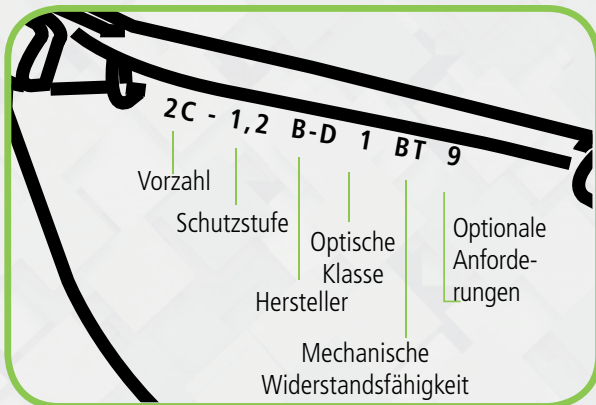 2C - 1,2 B-D 1 BT 9
Vorzahl
Schutzstufe
Optische
Klasse
Hersteller
Optionale
Anforde-
rungen
Mechanische
Widerstandsfähigkeit